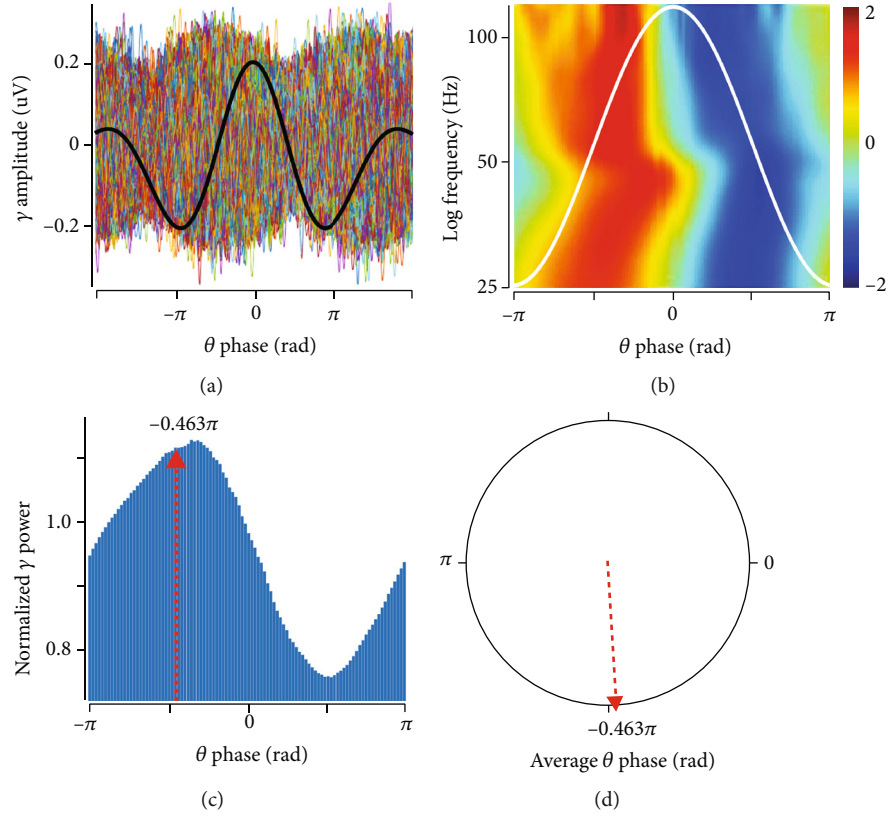 γ amplitude (uV)
0.2
0
−0.2
−π
0
π
θ phase (rad)
(a)
Log frequency (Hz)
100
50
25
−π
0
π
θ phase (rad)
2
0
−2
(b)
Normalized γ power
1.0
0.8
−0.463π
−π
0
π
θ phase (rad)
(c)
π
0
−0.463π
Average θ phase (rad)
(d)